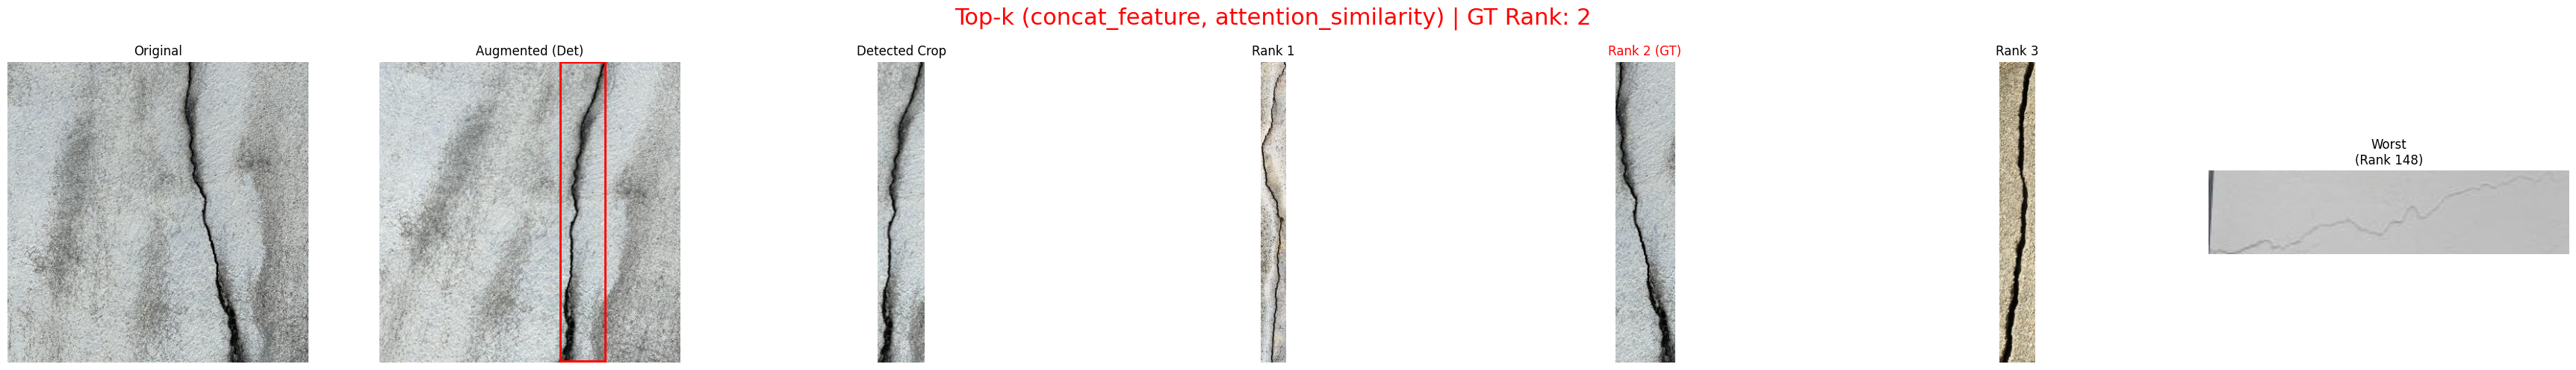 Top-k (concat_feature, attention_similarity) | GT Rank: 2
Original
Augmented (Det)
Detected Crop
Rank 1
Rank 2 (GT)
Rank 3
Worst
(Rank 148)